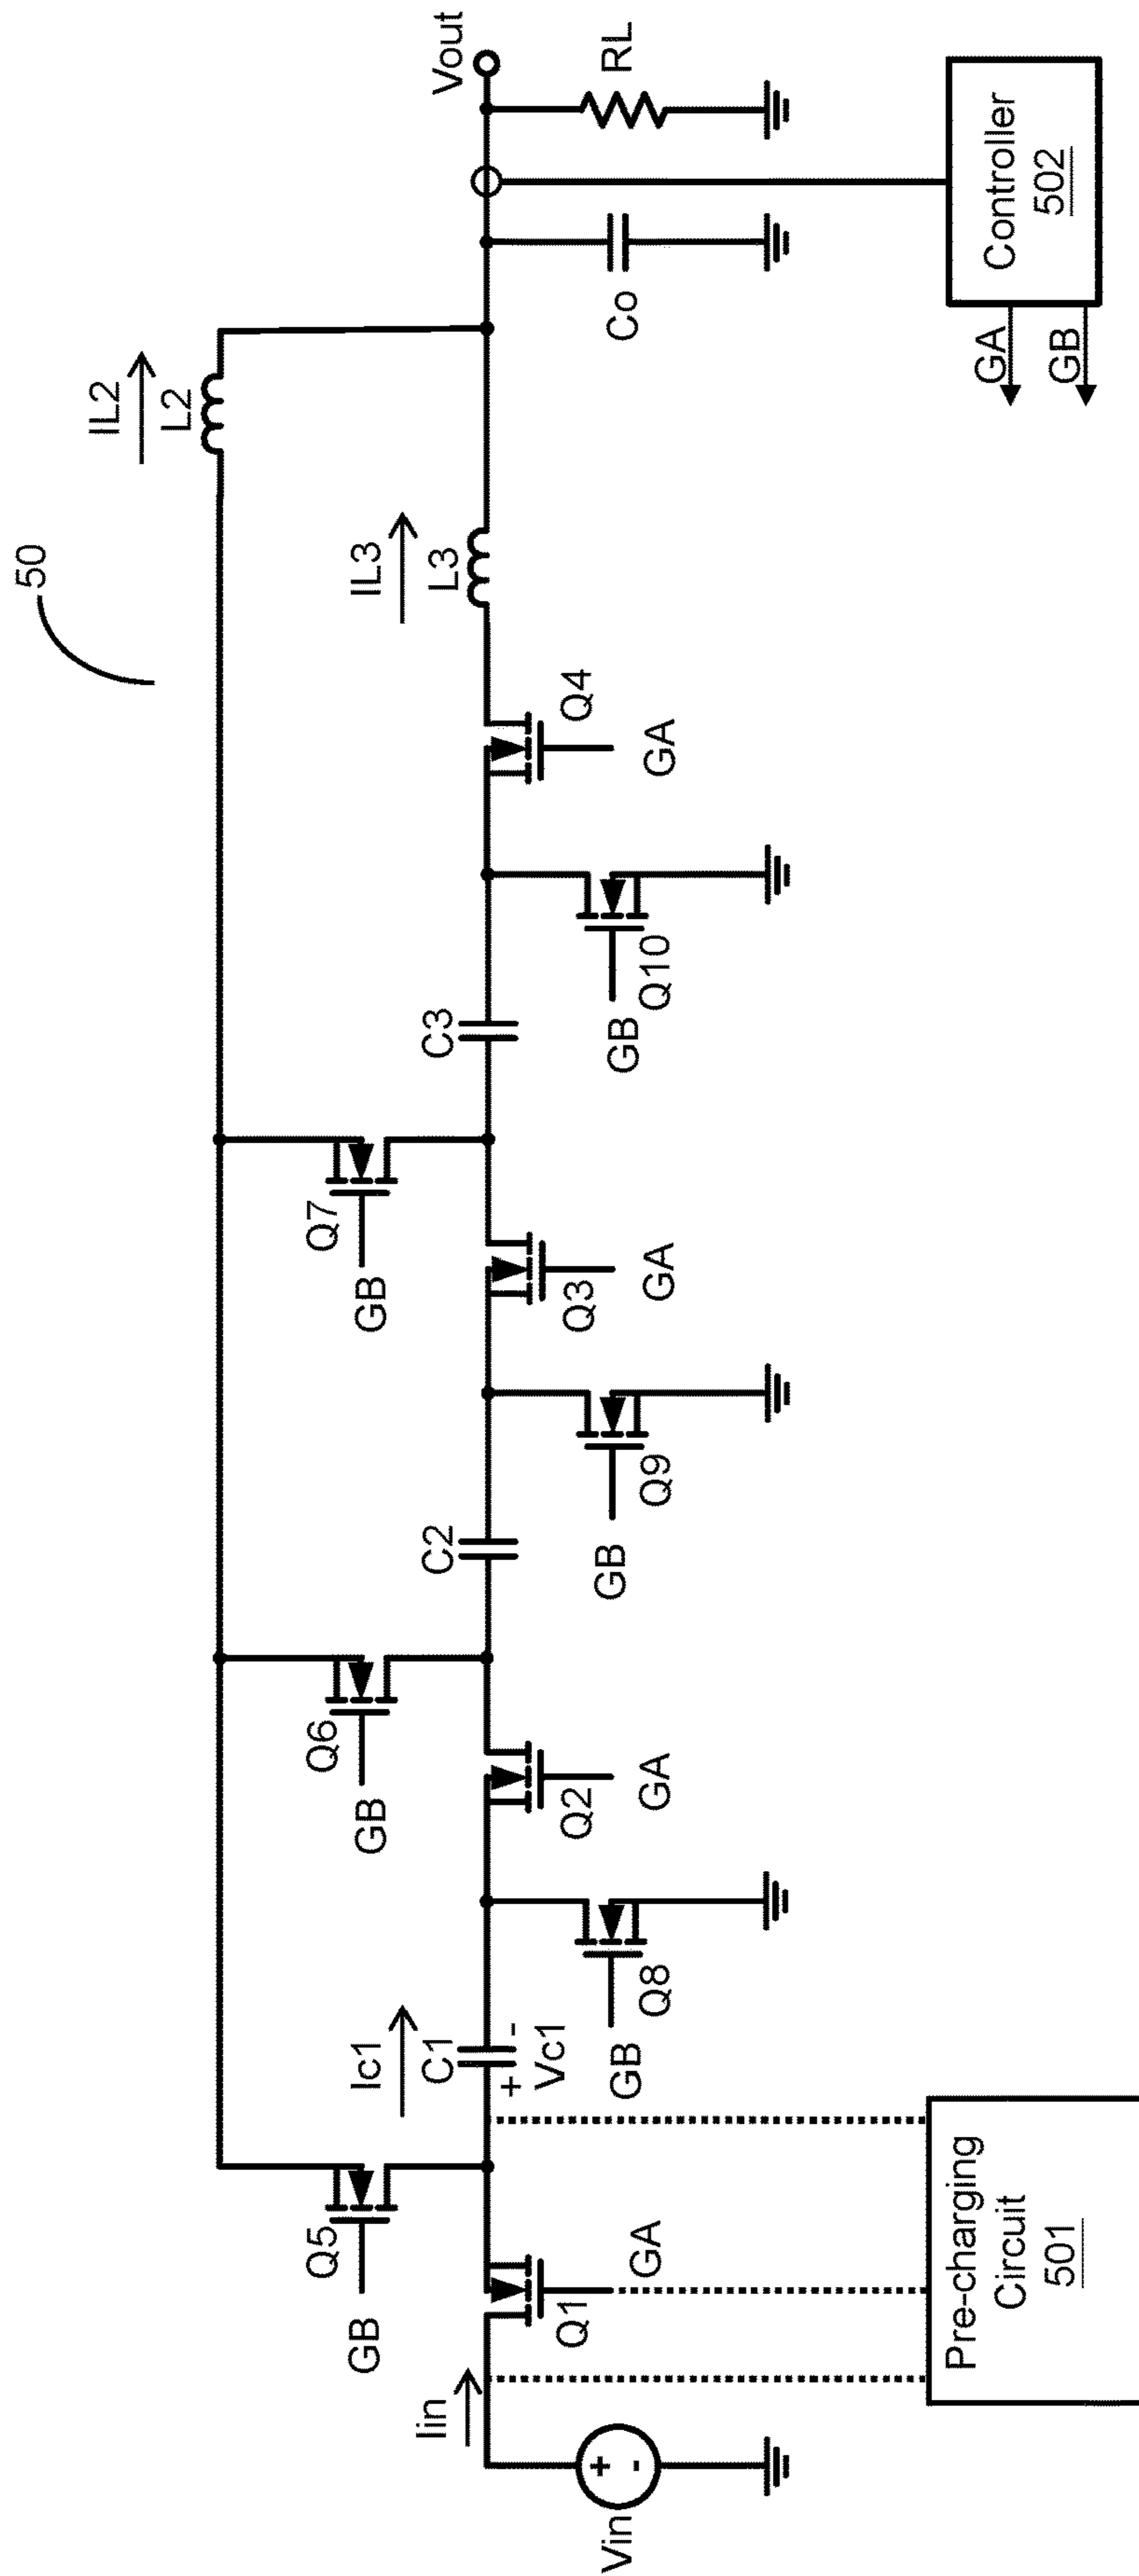 50
IL2
L2
IL3
L3
Vout
RL
Co
Iin
Vin
+
-
Q1
GA
Q5
GB
Ic1
C1
+
-
Vc1
Q8
GB
Q2
GA
Q6
GB
C2
Q9
GB
Q3
GA
Q7
GB
C3
Q10
GB
Q4
GA
Pre-charging
Circuit
501
Controller
502
GA
GB